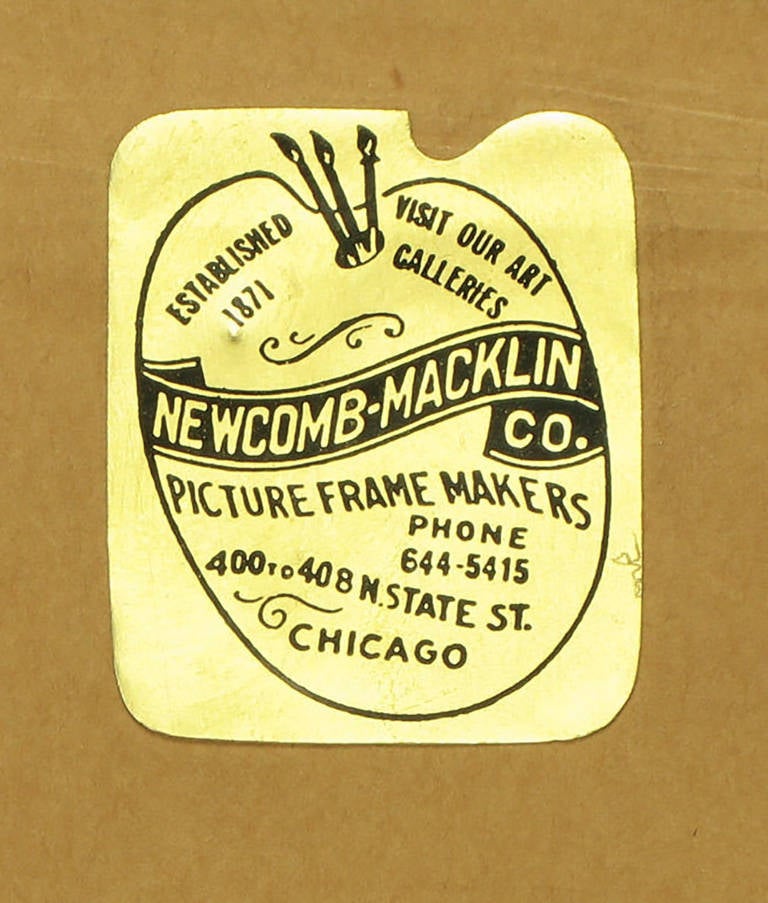 ESTABLISHED
1871
VISIT OUR ART
GALLERIES
NEWCOMB-MACKLIN
CO.
PICTURE FRAME MAKERS
PHONE
644-5415
400 TO 408 N. STATE ST.
CHICAGO